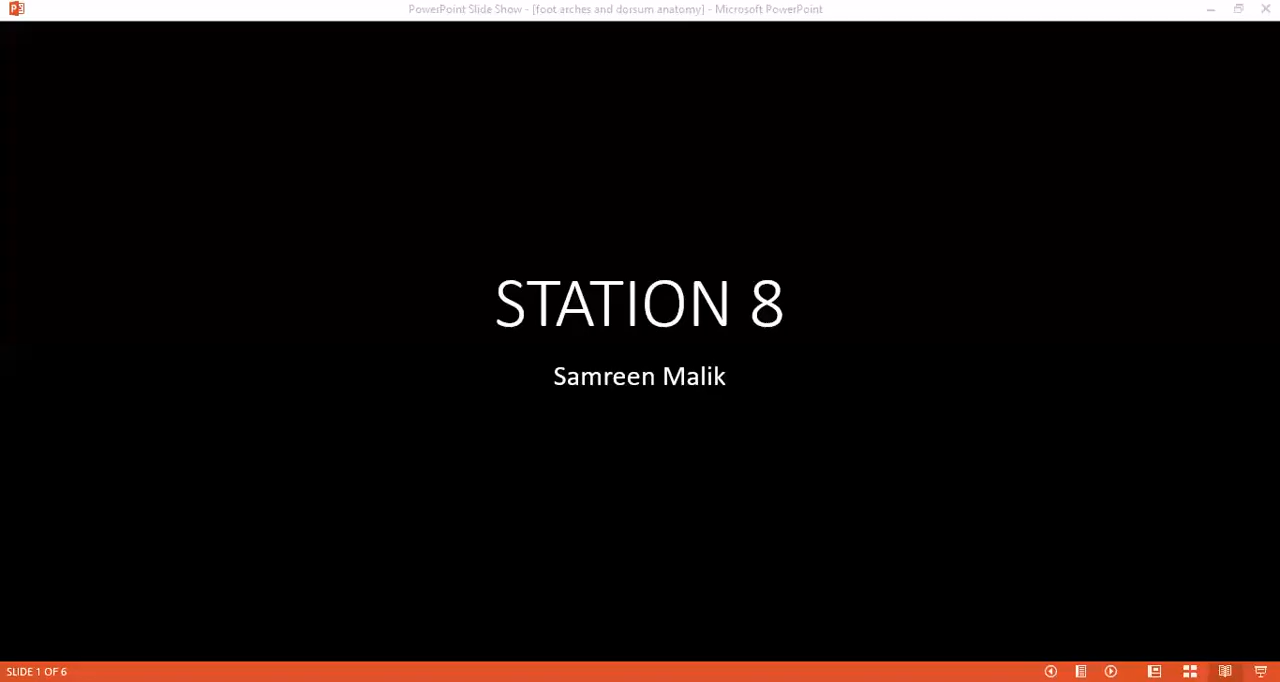 PowerPoint Slide Show - [foot arches and dorsum anatomy] - Microsoft PowerPoint
STATION 8
Samreen Malik
SLIDE 1 OF 6